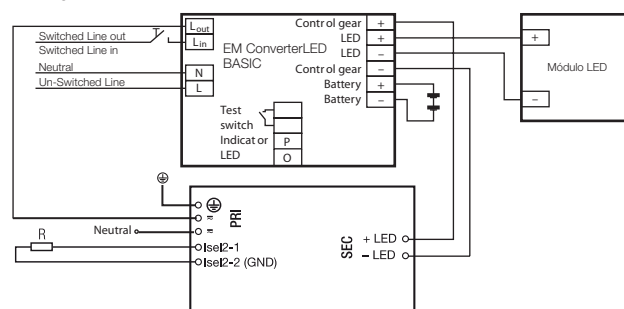 Switched Line out
Switched Line in
Neutral
Un-Switched Line
Lout
Lin
N
L
EM ConverterLED
BASIC
Test
switch
Indicator
LED
P
O
Control gear +
LED +
LED –
Control gear –
Battery +
Battery –
+
–
Módulo LED
R
Neutral
PRI
Isel2-1
Isel2-2 (GND)
SEC
+ LED
– LED